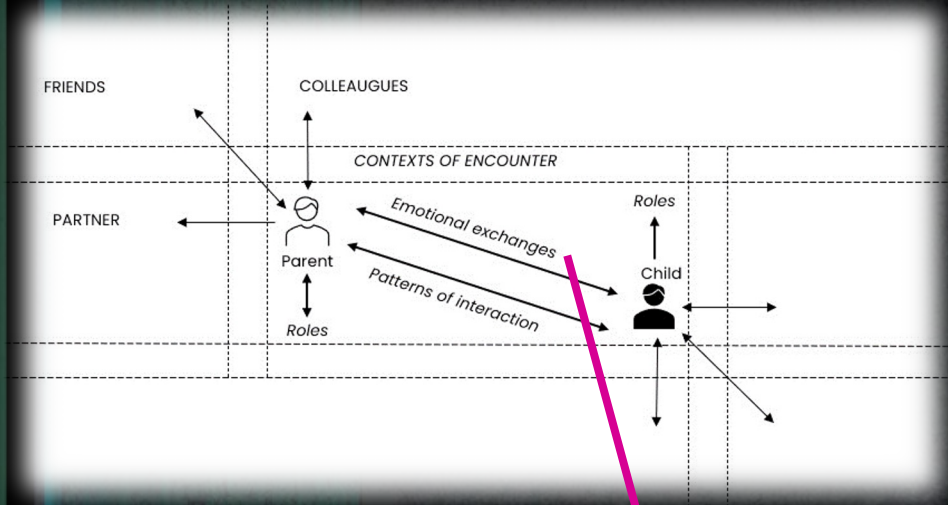 FRIENDS
COLLEAUGUES
CONTEXTS OF ENCOUNTER
PARTNER
Emotional exchanges
Roles
Parent
Child
Patterns of interaction
Roles